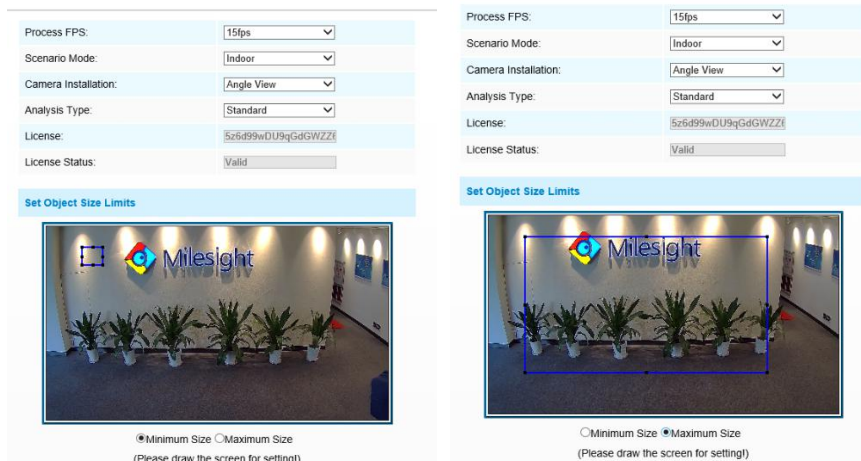 Process FPS: 15fps
Scenario Mode: Indoor
Camera Installation: Angle View
Analysis Type: Standard
License: 5z6d99wDU9qGdGWZZ6
License Status: Valid
Set Object Size Limits
Milesight
Minimum Size Maximum Size
(Please draw the screen for setting!)
Process FPS: 15fps
Scenario Mode: Indoor
Camera Installation: Angle View
Analysis Type: Standard
License: 5z6d99wDU9qGdGWZZ6
License Status: Valid
Set Object Size Limits
Milesight
Minimum Size Maximum Size
(Please draw the screen for setting!)